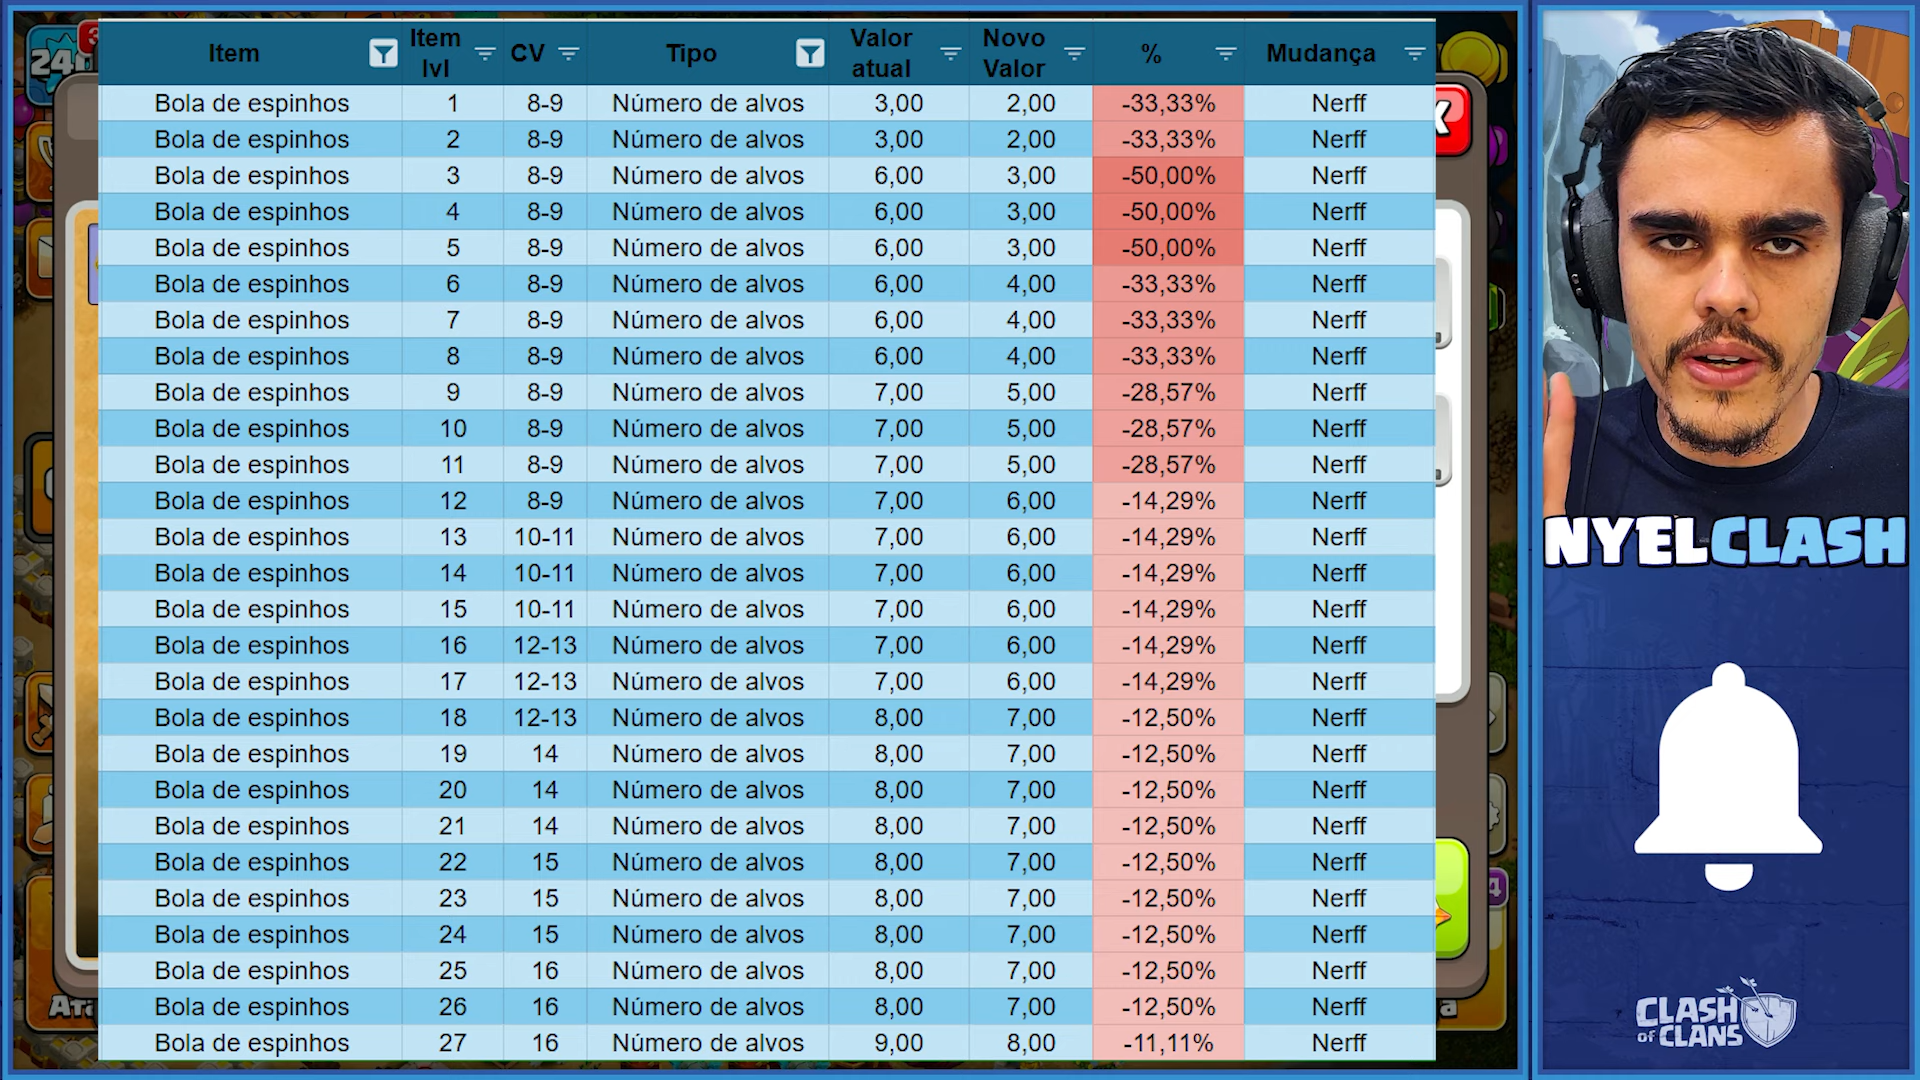 Item Item lvl CV Tipo Valor atual Novo Valor % Mudança
Bola de espinhos 1 8-9 Número de alvos 3,00 2,00 -33,33% Nerff
Bola de espinhos 2 8-9 Número de alvos 3,00 2,00 -33,33% Nerff
Bola de espinhos 3 8-9 Número de alvos 6,00 3,00 -50,00% Nerff
Bola de espinhos 4 8-9 Número de alvos 6,00 3,00 -50,00% Nerff
Bola de espinhos 5 8-9 Número de alvos 6,00 3,00 -50,00% Nerff
Bola de espinhos 6 8-9 Número de alvos 6,00 4,00 -33,33% Nerff
Bola de espinhos 7 8-9 Número de alvos 6,00 4,00 -33,33% Nerff
Bola de espinhos 8 8-9 Número de alvos 6,00 4,00 -33,33% Nerff
Bola de espinhos 9 8-9 Número de alvos 7,00 5,00 -28,57% Nerff
Bola de espinhos 10 8-9 Número de alvos 7,00 5,00 -28,57% Nerff
Bola de espinhos 11 8-9 Número de alvos 7,00 5,00 -28,57% Nerff
Bola de espinhos 12 8-9 Número de alvos 7,00 6,00 -14,29% Nerff
Bola de espinhos 13 10-11 Número de alvos 7,00 6,00 -14,29% Nerff
Bola de espinhos 14 10-11 Número de alvos 7,00 6,00 -14,29% Nerff
Bola de espinhos 15 10-11 Número de alvos 7,00 6,00 -14,29% Nerff
Bola de espinhos 16 12-13 Número de alvos 7,00 6,00 -14,29% Nerff
Bola de espinhos 17 12-13 Número de alvos 7,00 6,00 -14,29% Nerff
Bola de espinhos 18 12-13 Número de alvos 8,00 7,00 -12,50% Nerff
Bola de espinhos 19 14 Número de alvos 8,00 7,00 -12,50% Nerff
Bola de espinhos 20 14 Número de alvos 8,00 7,00 -12,50% Nerff
Bola de espinhos 21 14 Número de alvos 8,00 7,00 -12,50% Nerff
Bola de espinhos 22 15 Número de alvos 8,00 7,00 -12,50% Nerff
Bola de espinhos 23 15 Número de alvos 8,00 7,00 -12,50% Nerff
Bola de espinhos 24 15 Número de alvos 8,00 7,00 -12,50% Nerff
Bola de espinhos 25 16 Número de alvos 8,00 7,00 -12,50% Nerff
Bola de espinhos 26 16 Número de alvos 8,00 7,00 -12,50% Nerff
Bola de espinhos 27 16 Número de alvos 9,00 8,00 -11,11% Nerff
NYELCLASH
CLASH
of CLANS